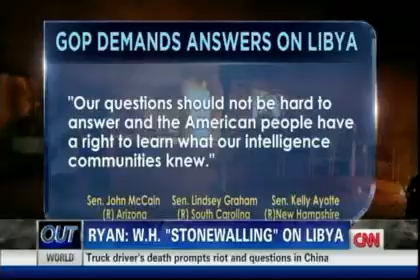 GOP DEMANDS ANSWERS ON LIBYA
"Our questions should not be hard to
answer and the American people have
a right to learn what our intelligence
communities knew."
Sen. John McCain Sen. Lindsey Graham Sen. Kelly Ayotte
(R) Arizona (R) South Carolina (R)New Hampshire
OUT RYAN: W.H. "STONEWALLING" ON LIBYA CNN
WORLD Truck driver's death prompts riot and questions in China